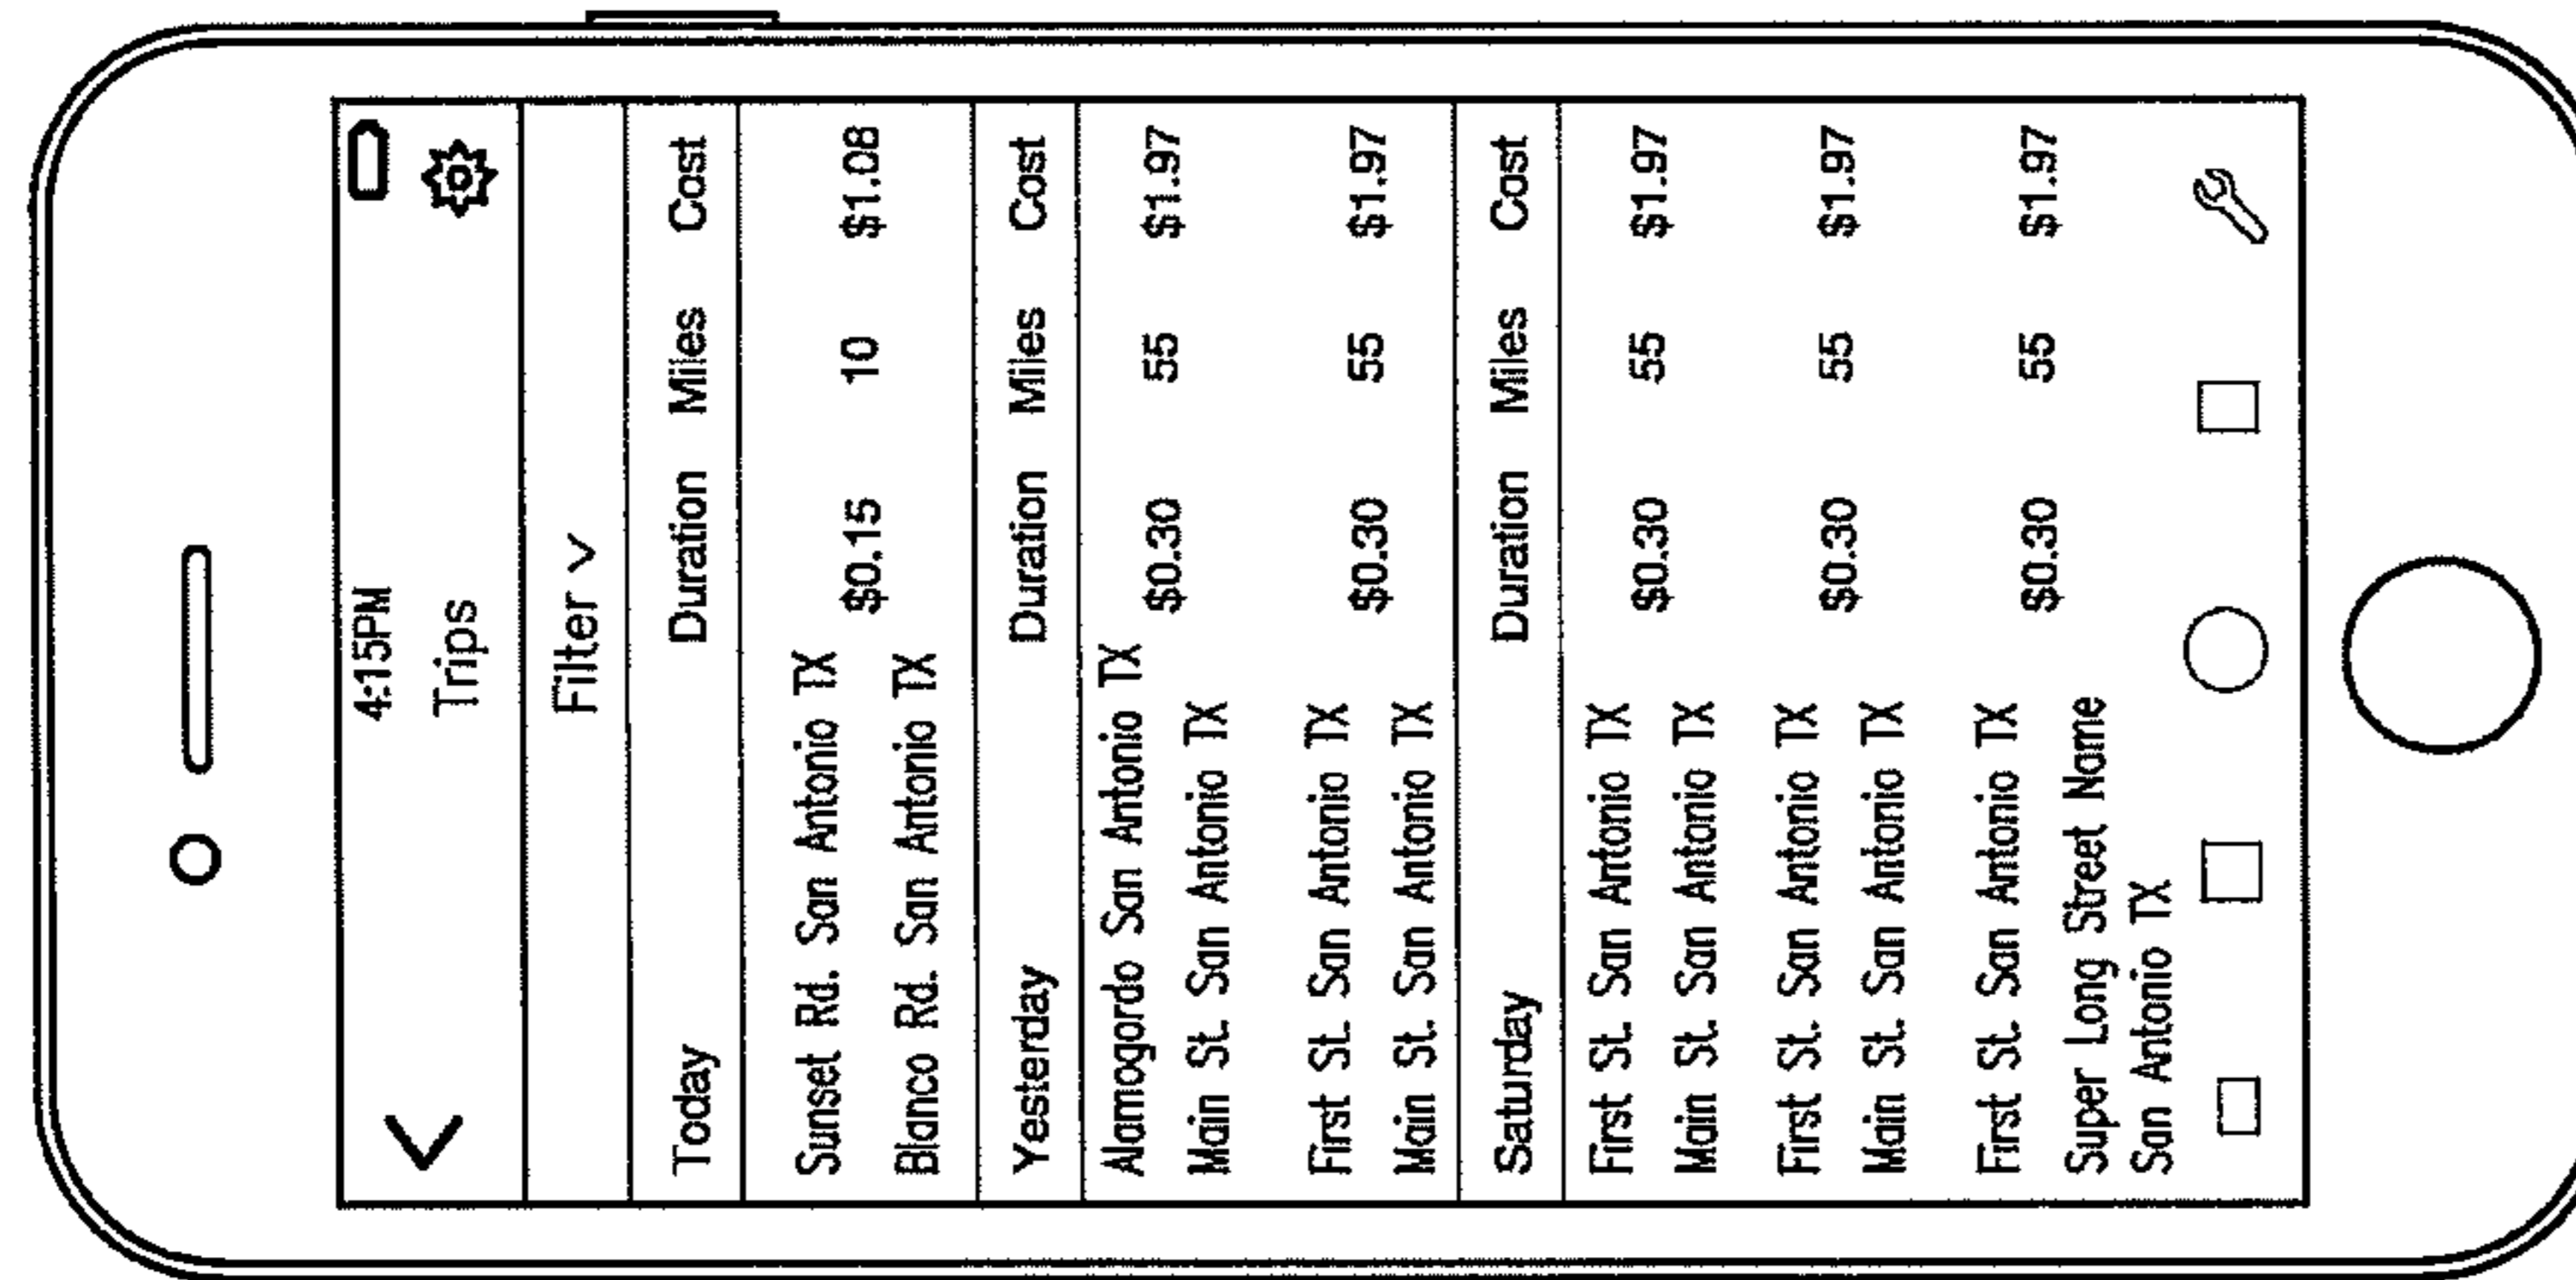 4:15PM
Trips
Filter v
Today Duration Miles Cost
Sunset Rd. San Antonio TX
$0.15 10 $1.08
Blanco Rd. San Antonio TX
Yesterday Duration Miles Cost
Alamogordo San Antonio TX
$0.30 55 $1.97
Main St. San Antonio TX
First St. San Antonio TX
$0.30 55 $1.97
Main St. San Antonio TX
Saturday Duration Miles Cost
First St. San Antonio TX
$0.30 55 $1.97
Main St. San Antonio TX
First St. San Antonio TX
$0.30 55 $1.97
Main St. San Antonio TX
First St. San Antonio TX
$0.30 55 $1.97
Super Long Street Name
San Antonio TX